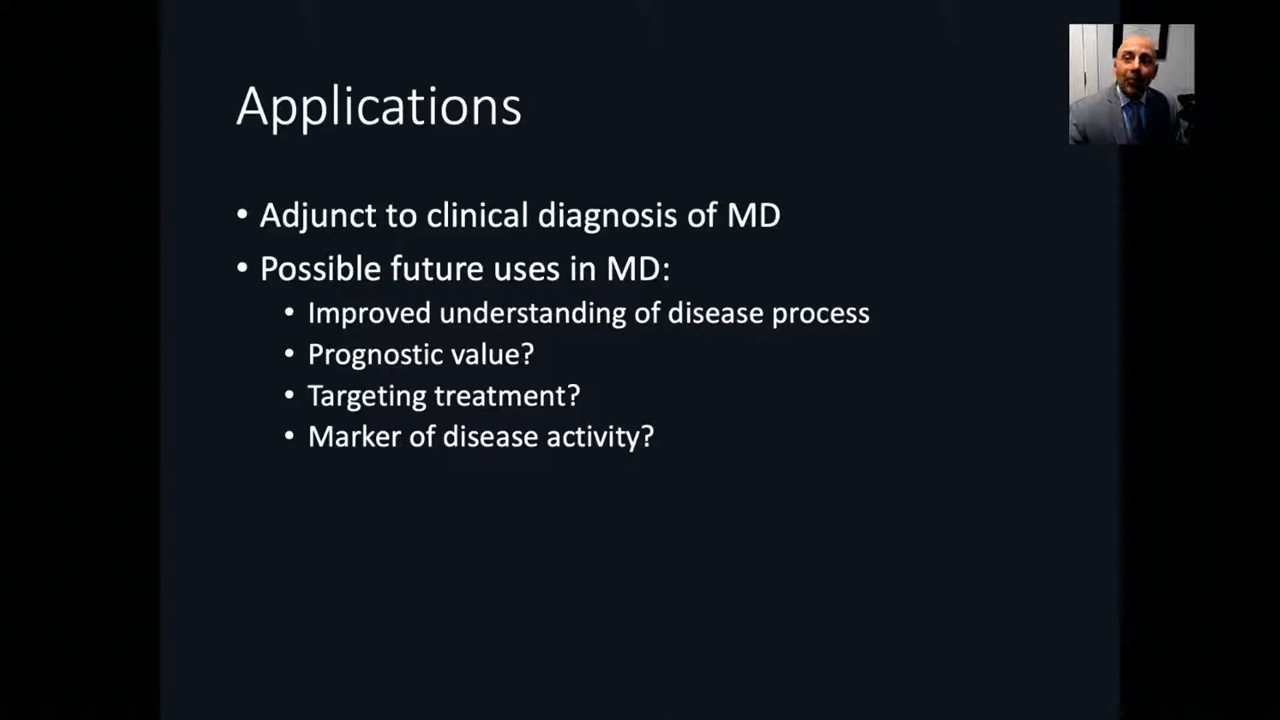 Applications
• Adjunct to clinical diagnosis of MD
• Possible future uses in MD:
• Improved understanding of disease process
• Prognostic value?
• Targeting treatment?
• Marker of disease activity?